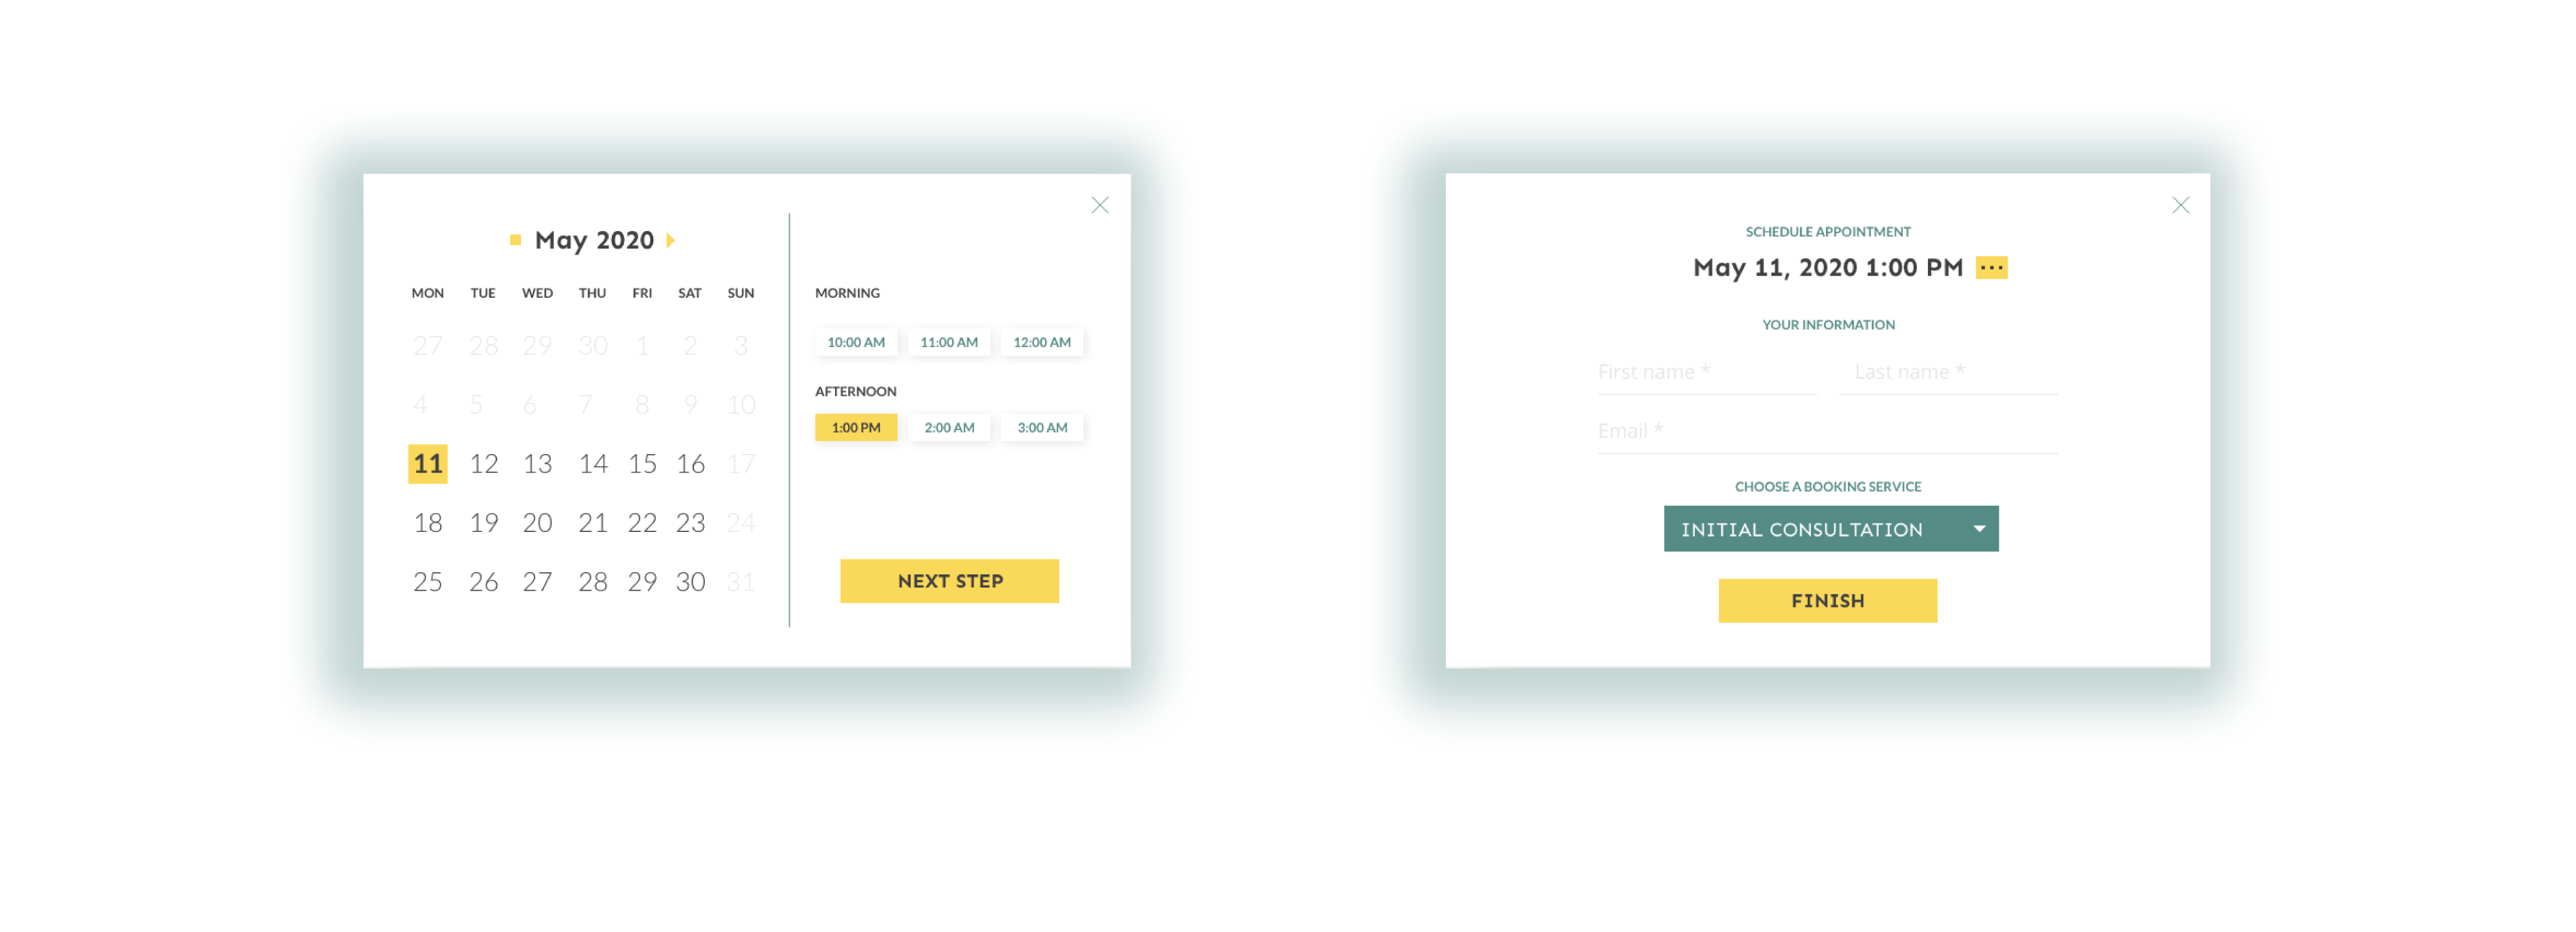 May 2020
MON TUE WED THU FRI SAT SUN
27 28 29 30 1 2 3
4 5 6 7 8 9 10
11 12 13 14 15 16 17
18 19 20 21 22 23 24
25 26 27 28 29 30 31
MORNING
10:00 AM 11:00 AM 12:00 AM
AFTERNOON
1:00 PM 2:00 AM 3:00 AM
NEXT STEP
SCHEDULE APPOINTMENT
May 11, 2020 1:00 PM
YOUR INFORMATION
First name * Last name *
Email *
CHOOSE A BOOKING SERVICE
INITIAL CONSULTATION
FINISH